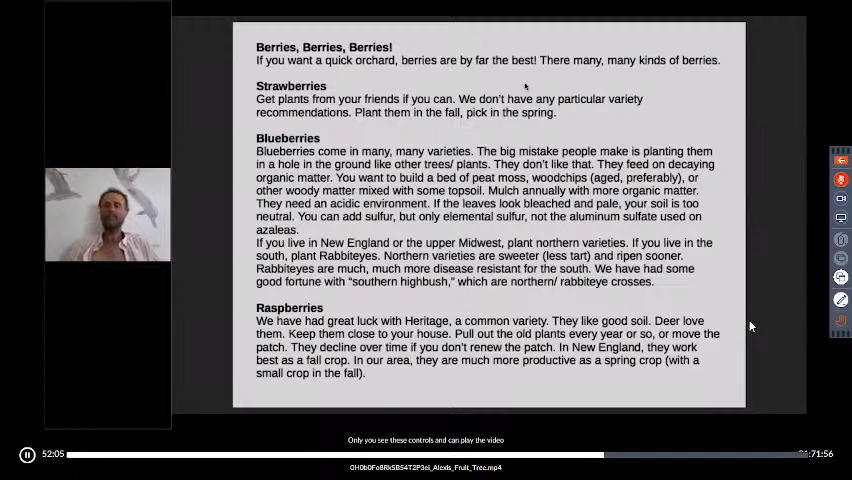 Berries, Berries, Berries!
If you want a quick orchard, berries are by far the best! There many, many kinds of berries.
Strawberries
Get plants from your friends if you can. We don't have any particular variety
recommendations. Plant them in the fall, pick in the spring.
Blueberries
Blueberries come in many, many varieties. The big mistake people make is planting them
in a hole in the ground like other trees/ plants. They don't like that. They feed on decaying
organic matter. You want to build a bed of peat moss, woodchips (aged, preferably), or
other woody matter mixed with some topsoil. Mulch annually with more organic matter.
They need an acidic environment. If the leaves look bleached and pale, your soil is too
neutral. You can add sulfur, but only elemental sulfur, not the aluminum sulfate used on
azaleas.
If you live in New England or the upper Midwest, plant northern varieties. If you live in the
south, plant Rabbiteyes. Northern varieties are sweeter (less tart) and ripen sooner.
Rabbiteyes are much, much more disease resistant for the south. We have had some
good fortune with “southern highbush,” which are northern/ rabbiteye crosses.
Raspberries
We have had great luck with Heritage, a common variety. They like good soil. Deer love
them. Keep them close to your house. Pull out the old plants every year or so, or move the
patch. They decline over time if you don't renew the patch. In New England, they work
best as a fall crop. In our area, they are much more productive as a spring crop (with a
small crop in the fall).
Only you see these controls and can play the video
52:05